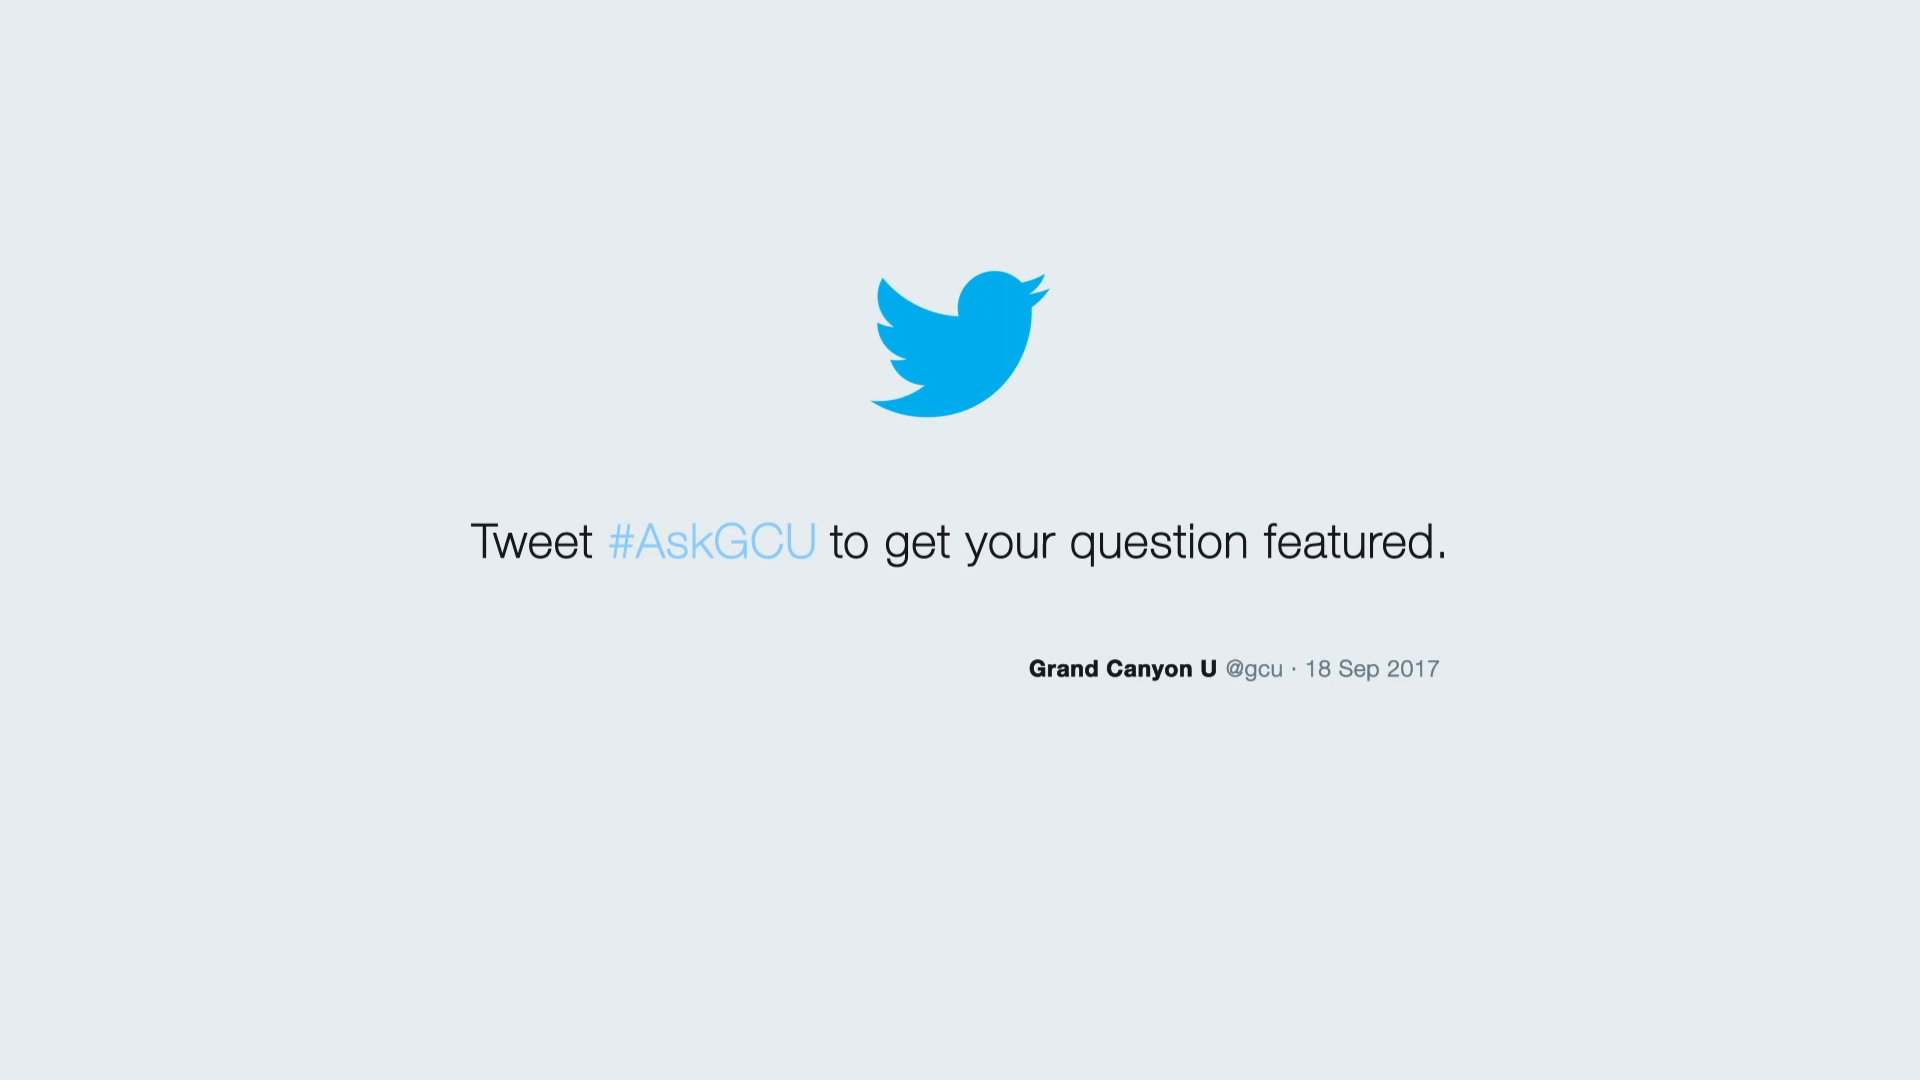 Tweet #AskGCU to get your question featured.
Grand Canyon U @gcu · 18 Sep 2017